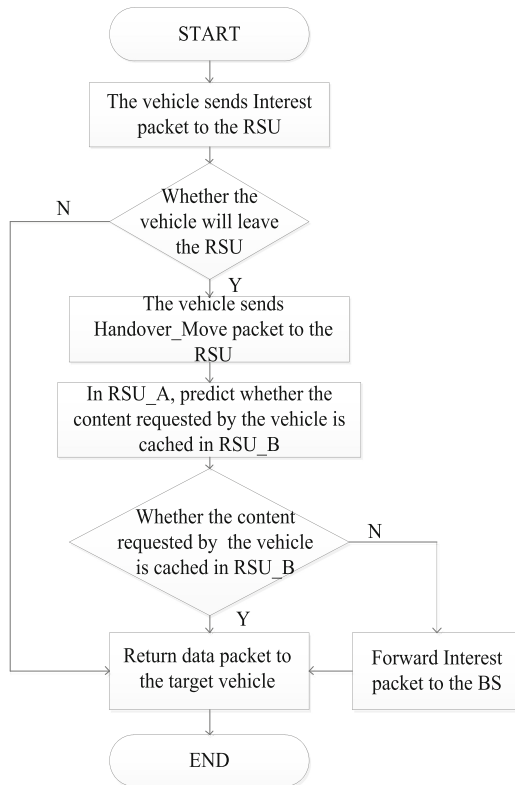 START
The vehicle sends Interest
packet to the RSU
Whether the
vehicle will leave
the RSU
N
Y
The vehicle sends
Handover_Move packet to the
RSU
In RSU_A, predict whether the
content requested by the vehicle is
cached in RSU_B
Whether the content
requested by the vehicle
is cached in RSU_B
N
Y
Return data packet to
the target vehicle
Forward Interest
packet to the BS
END